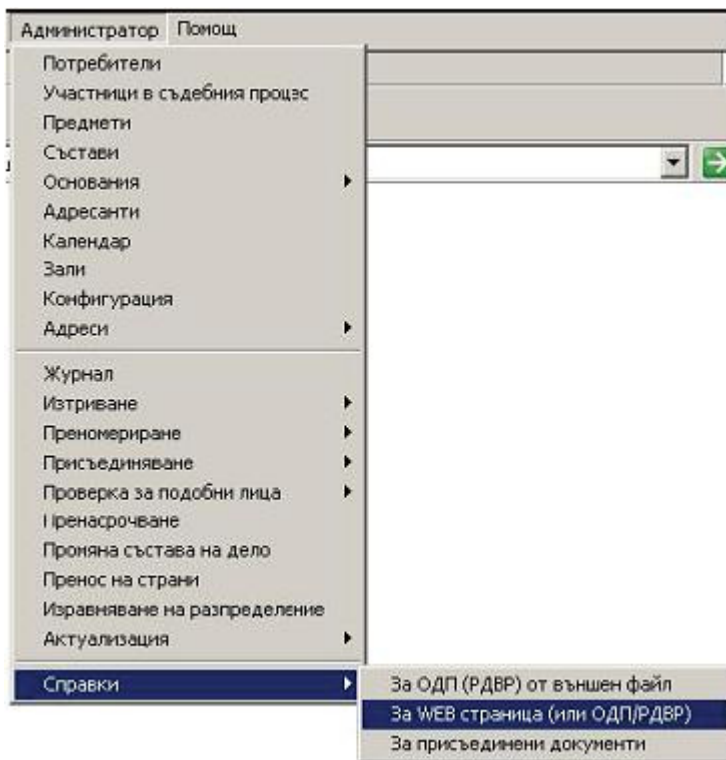 Администратор Помощ
Потребители
Участници в съдебния процес
Предмети
Състави
Основания
Адресанти
Календар
Зали
Конфигурация
Адреси
Журнал
Изтриване
Преномериране
Присъединяване
Проверка за подобни лица
Пренасрочване
Промяна състава на дело
Пренос на страни
Изравняване на разпределение
Актуализация
Справки
За ОДП (РДВР) от външен файл
За WEB страница (или ОДП/РДВР)
За присъединени документи